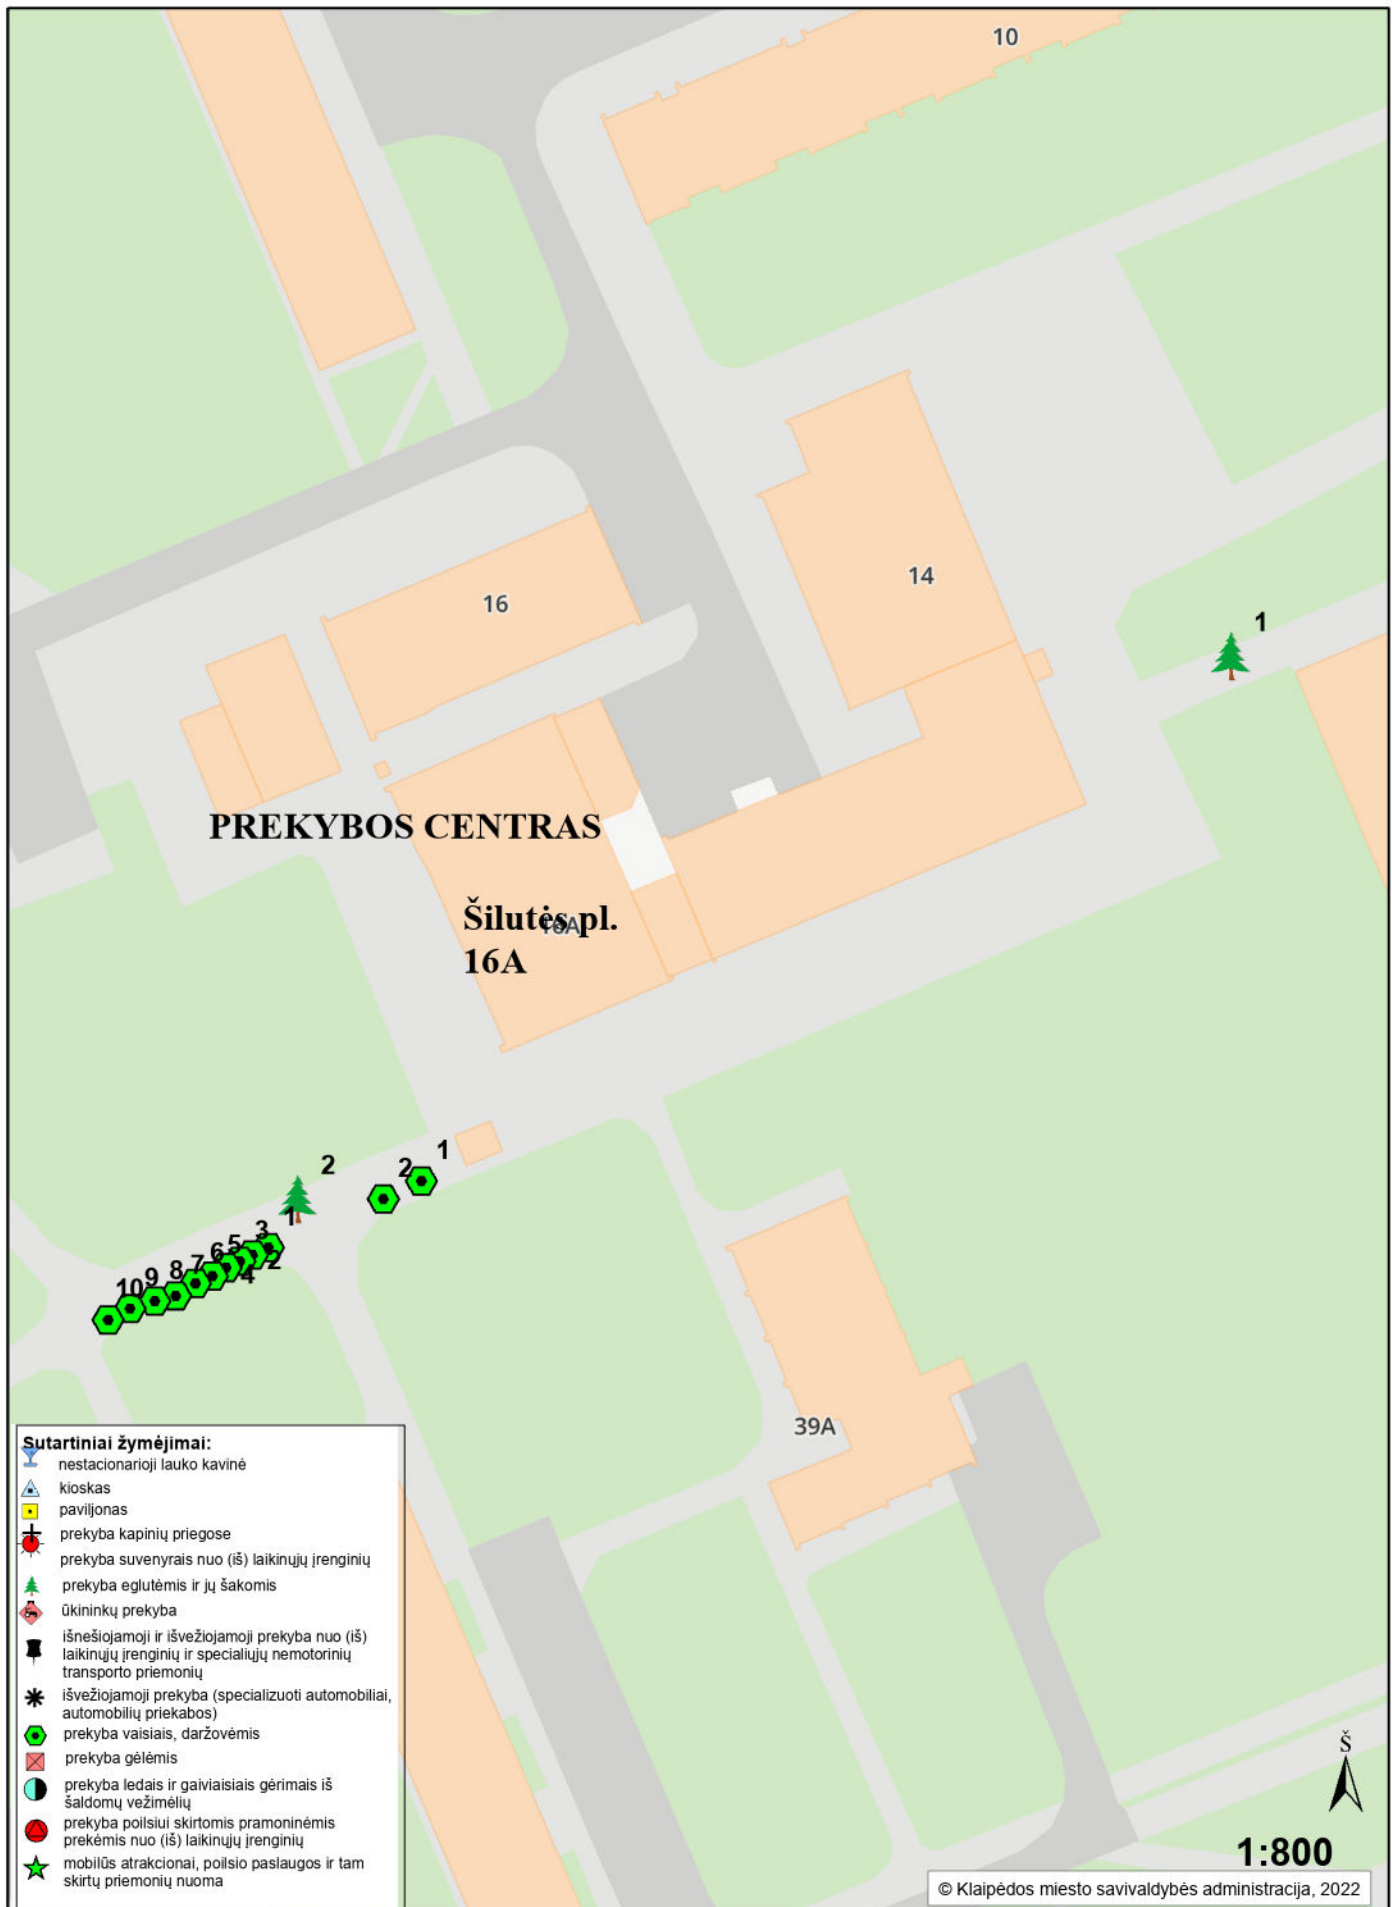 10
14
16
1
PREKYBOS CENTRAS
Šilutės pl.
16A
16A
1
2
2
1
3
2
5
4
6
7
8
9
10
39A
Sutartiniai žymėjimai:
nestacionarioji lauko kavinė
kioskas
paviljonas
prekyba kapinių priegose
prekyba suvenyrais nuo (iš) laikinųjų įrenginių
prekyba eglutėmis ir jų šakomis
ūkininkų prekyba
išnešiojamoji ir išvežiojamoji prekyba nuo (iš)
laikinųjų įrenginių ir specialiųjų nemotorinių
transporto priemonių
išvežiojamoji prekyba (specializuoti automobiliai,
automobilių priekabos)
prekyba vaisiais, daržovėmis
prekyba gėlėmis
prekyba ledais ir gaiviaisiais gėrimais iš
šaldomų vežimėlių
prekyba poilsiui skirtomis pramoninėmis
prekėmis nuo (iš) laikinųjų įrenginių
mobilūs atrakcionai, poilsio paslaugos ir tam
skirtų priemonių nuoma
Š
1:800
© Klaipėdos miesto savivaldybės administracija, 2022